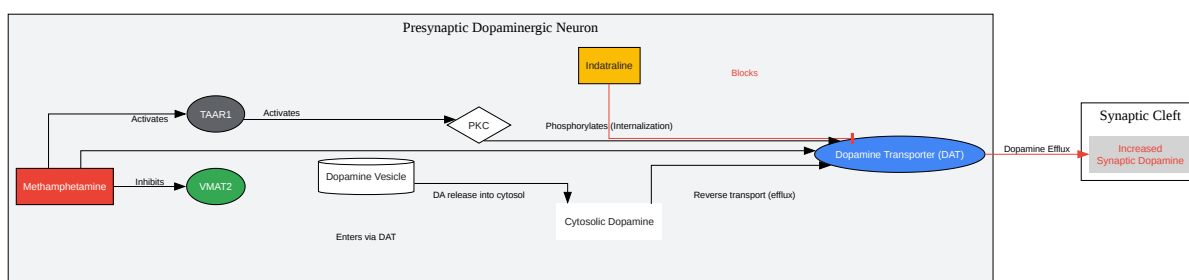 Presynaptic Dopaminergic Neuron
Indatraline
Blocks
TAAR1
Activates
Activates
PKC
Phosphorylates (Internalization)
Synaptic Cleft
Increased
Synaptic Dopamine
Dopamine Efflux
Dopamine Transporter (DAT)
Methamphetamine
Inhibits
VMAT2
Dopamine Vesicle
DA release into cytosol
Reverse transport (efflux)
Cytosolic Dopamine
Enters via DAT